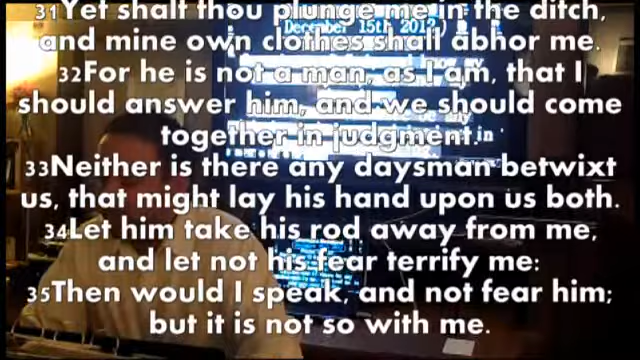 31Yet shalt thou plunge me in the ditch,
and mine own clothes shall abhor me.
32For he is not a man, as I am, that I
should answer him, and we should come
together in judgment.
33Neither is there any daysman betwixt
us, that might lay his hand upon us both.
34Let him take his rod away from me,
and let not his fear terrify me:
35Then would I speak, and not fear him;
but it is not so with me.
December 15th 2012